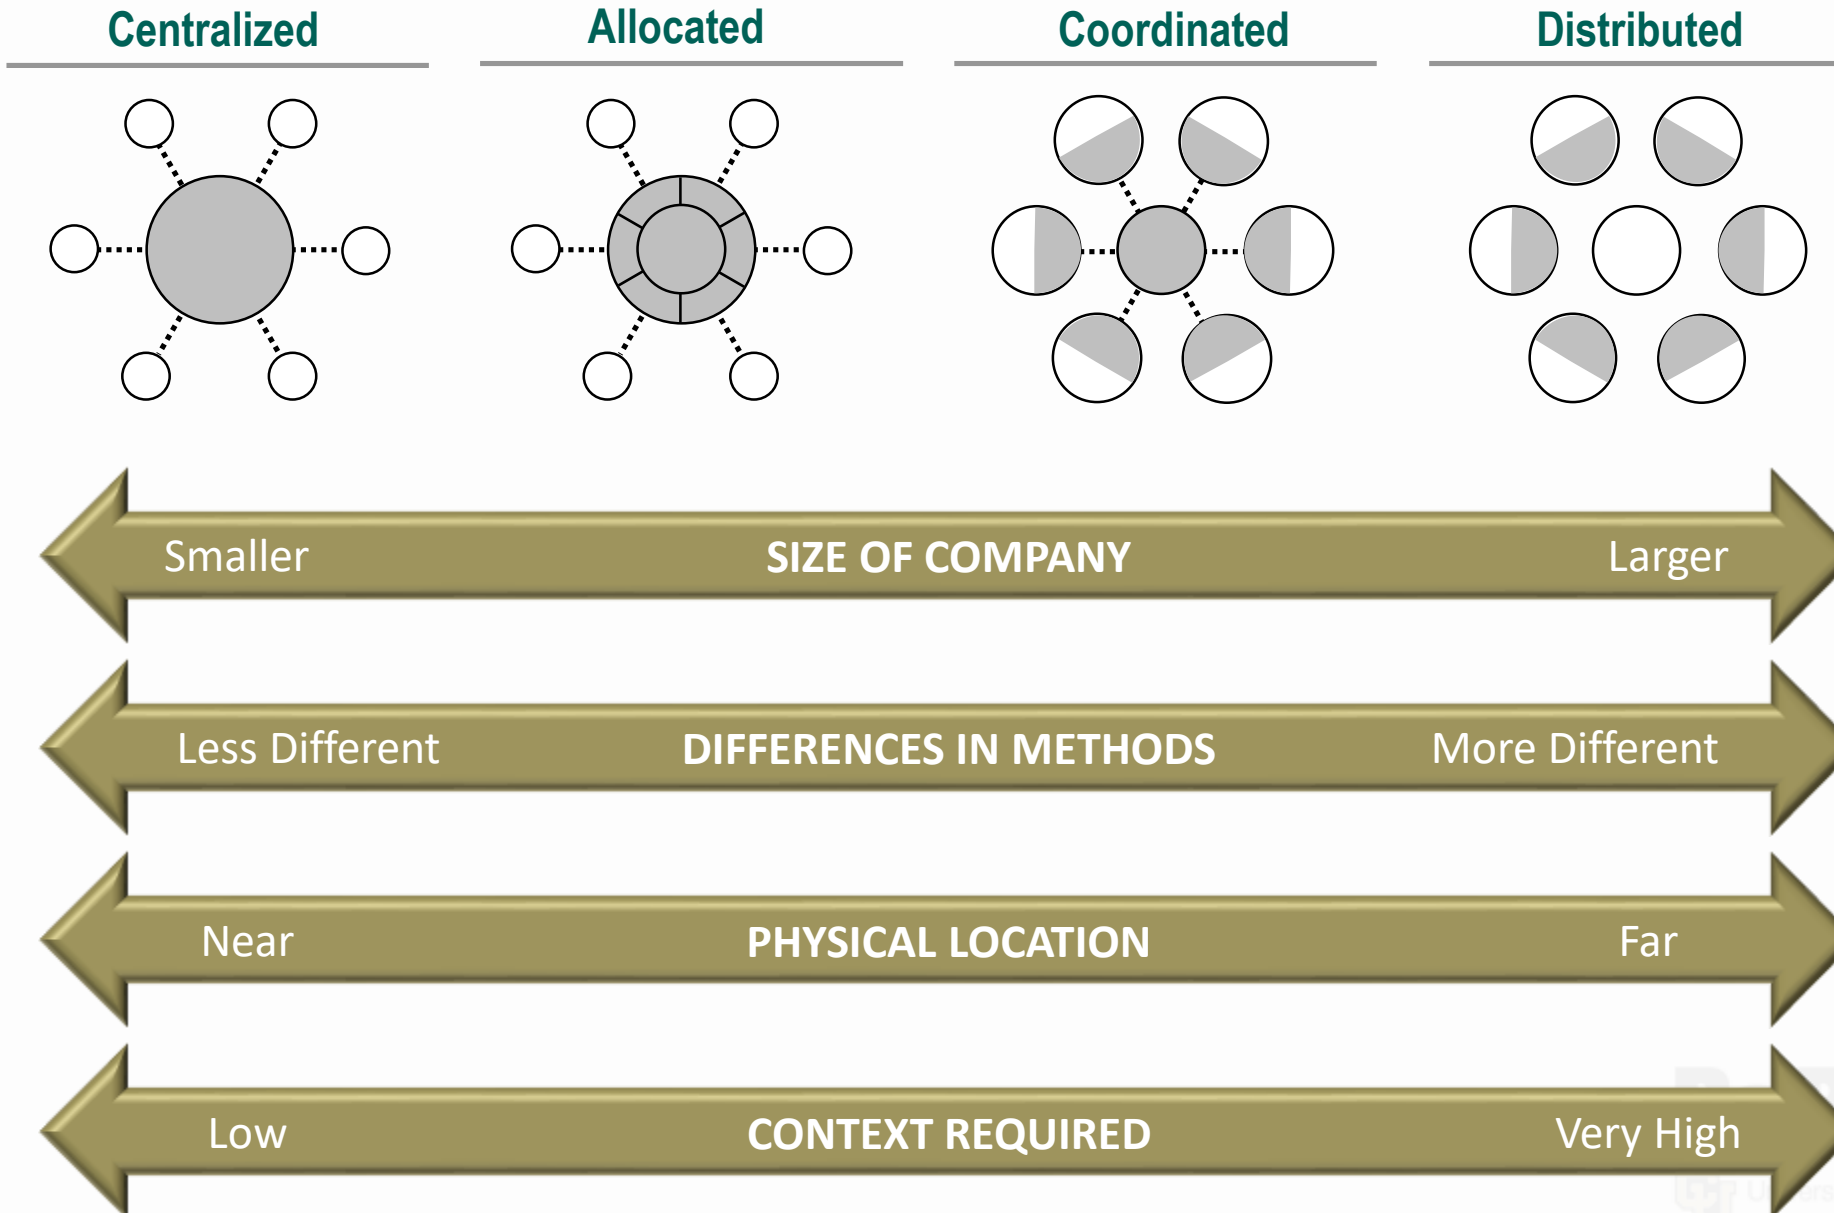 Centralized
Allocated
Coordinated
Distributed
Smaller SIZE OF COMPANY Larger
Less Different DIFFERENCES IN METHODS More Different
Near PHYSICAL LOCATION Far
Low CONTEXT REQUIRED Very High